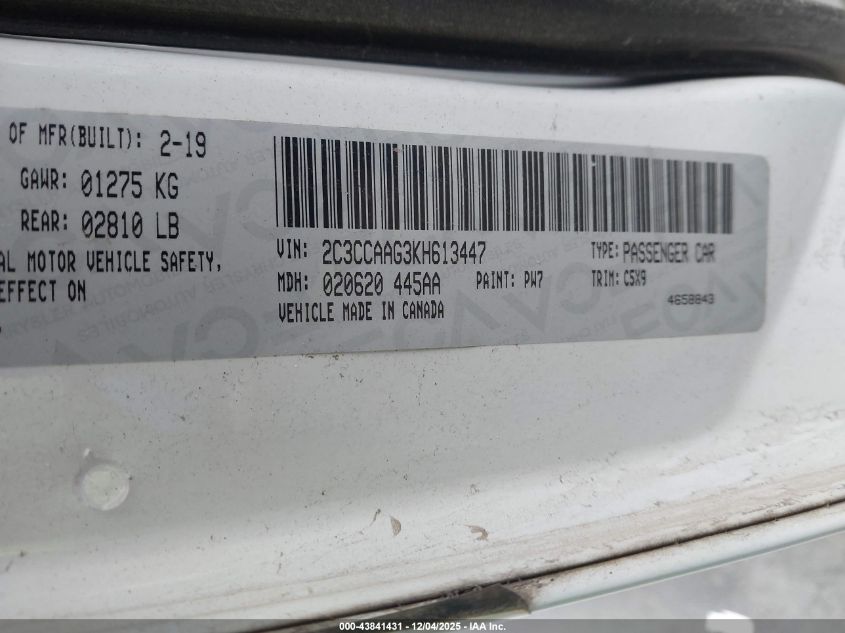 OF MFR(BUILT): 2-19
GAWR: 01275 KG
REAR: 02810 LB
AL MOTOR VEHICLE SAFETY,
EFFECT ON
VIN: 2C3CCAAG3KH613447 TYPE: PASSENGER CAR
MDH: 020620 445AA PAINT: PW7 TRIM: C5X9
VEHICLE MADE IN CANADA 4658843
000-43841431 - 12/04/2025 - IAA Inc.